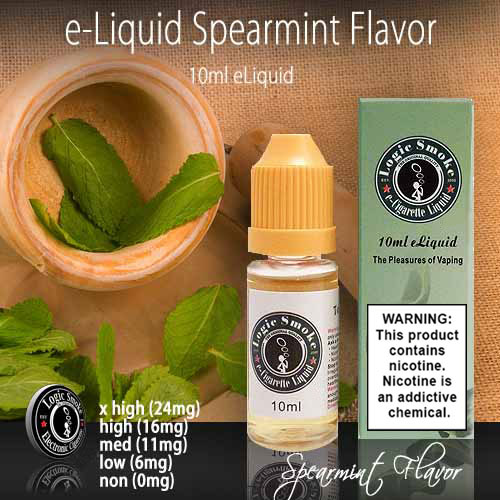 e-Liquid Spearmint Flavor
10ml eLiquid
Logic Smoke
e-Cigarette Liquid
10ml eLiquid
The Pleasures of Vaping
WARNING:
This product
contains
nicotine.
Nicotine is
an addictive
chemical.
Logic Smoke
e-Cigarette Liquid
10ml
Logic Smoke
Electronic Cigarettes
x high (24mg)
high (16mg)
med (11mg)
low (6mg)
non (0mg)
Spearmint Flavor